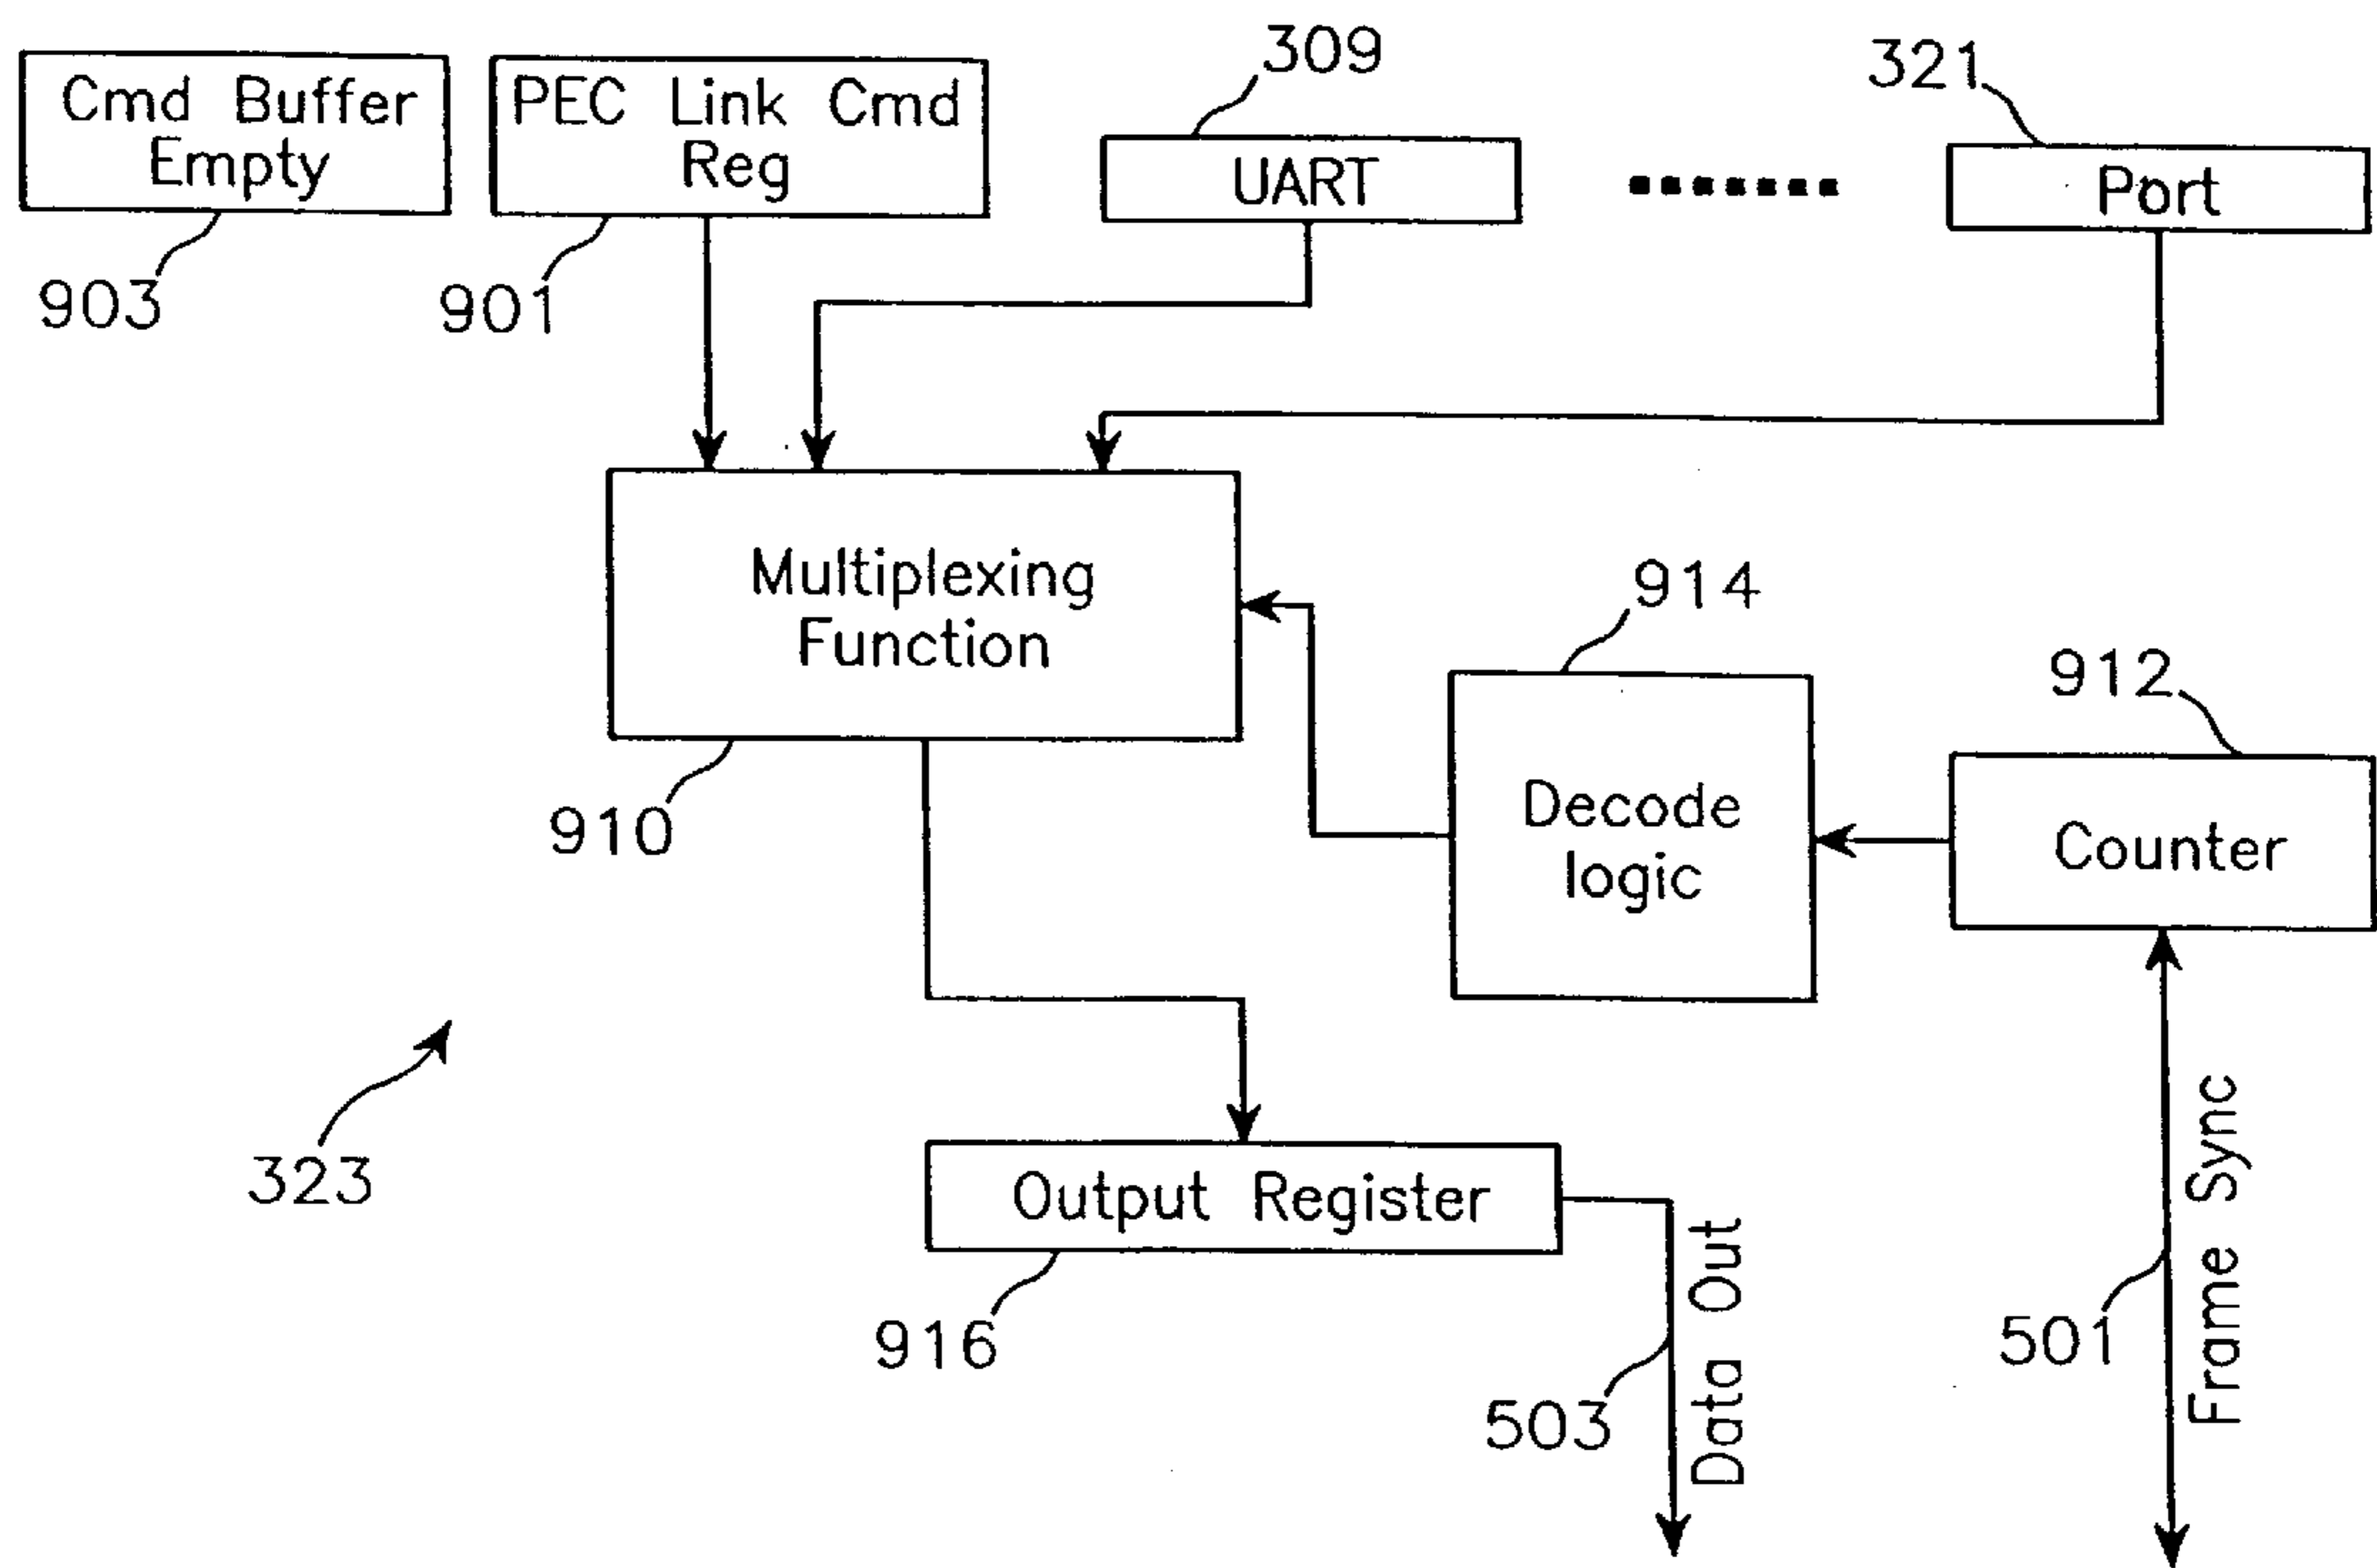 309
321
Cmd Buffer
Empty
PEC Link Cmd
Reg
UART
Port
903
901
Multiplexing
Function
914
912
910
Decode
logic
Counter
323
Output Register
916
503
Data Out
501
Frame Sync